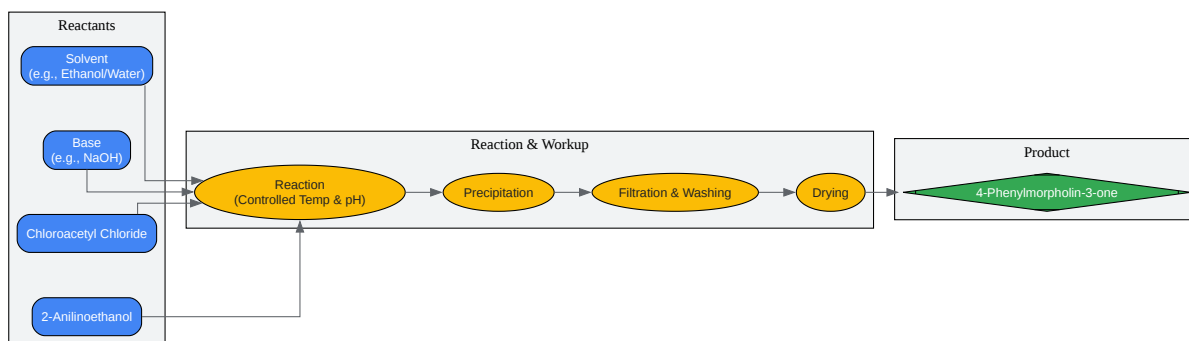 Reactants
Solvent
(e.g., Ethanol/Water)
Base
(e.g., NaOH)
Chloroacetyl Chloride
2-Anilinoethanol
Reaction & Workup
Reaction
(Controlled Temp & pH)
Precipitation
Filtration & Washing
Drying
Product
4-Phenylmorpholin-3-one